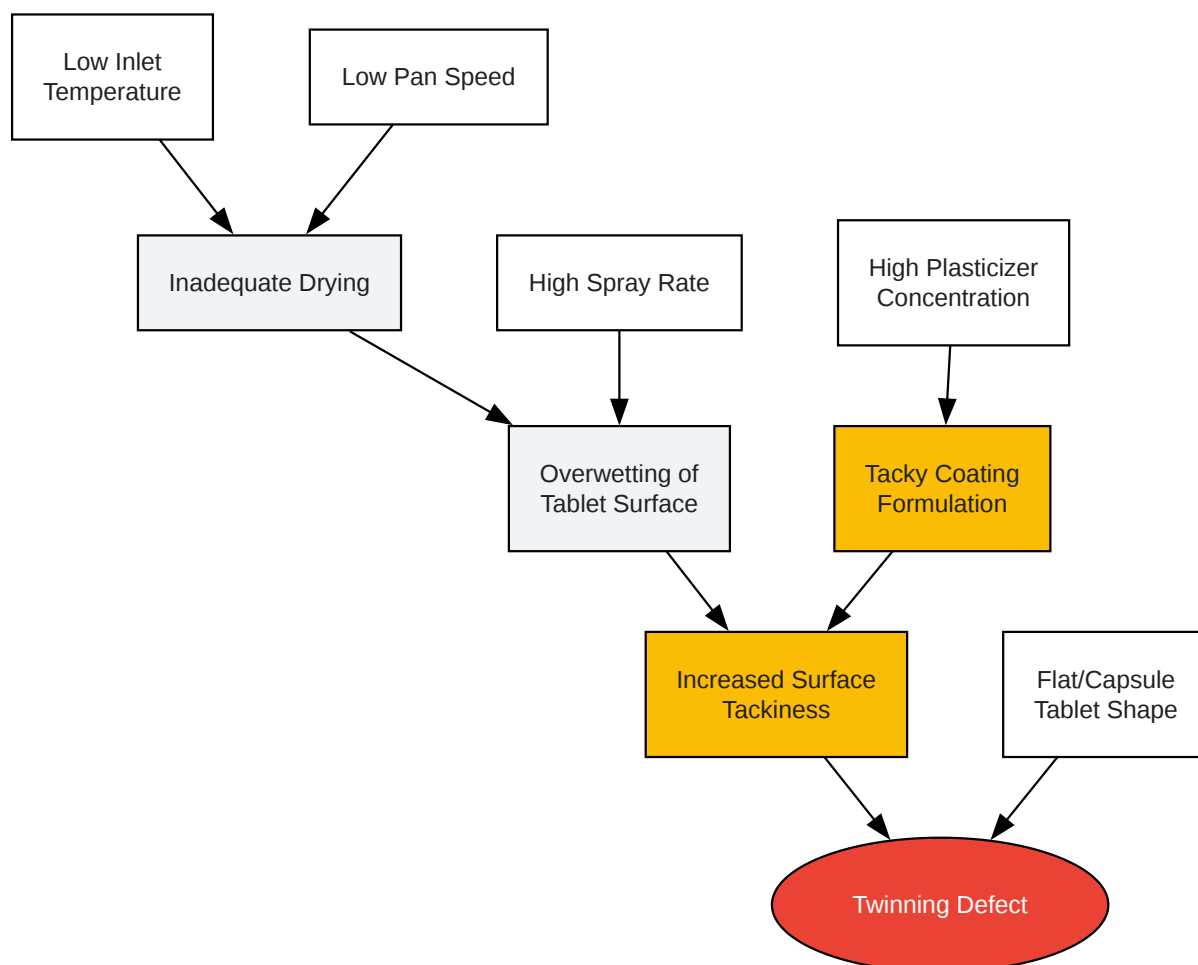 Low Inlet
Temperature
Low Pan Speed
Inadequate Drying
High Spray Rate
High Plasticizer
Concentration
Overwetting of
Tablet Surface
Tacky Coating
Formulation
Increased Surface
Tackiness
Flat/Capsule
Tablet Shape
Twinning Defect